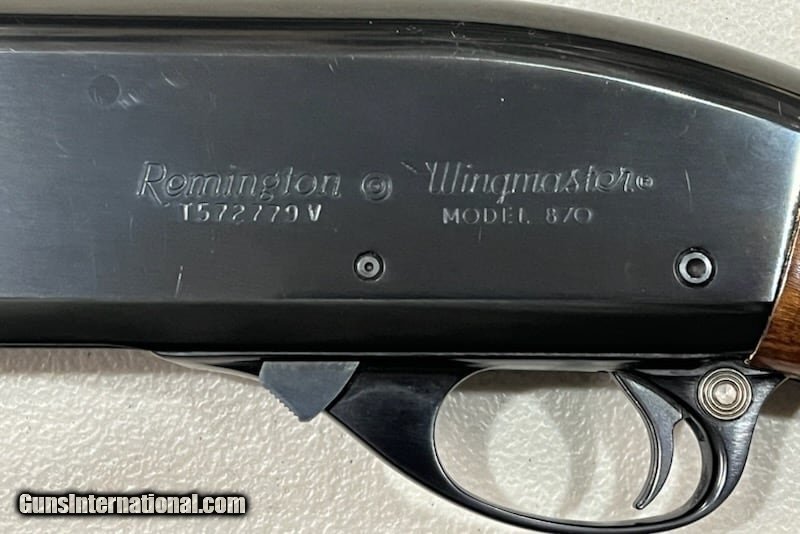 Remington Wingmaster®
T572779V MODEL 870
GunsInternational.com